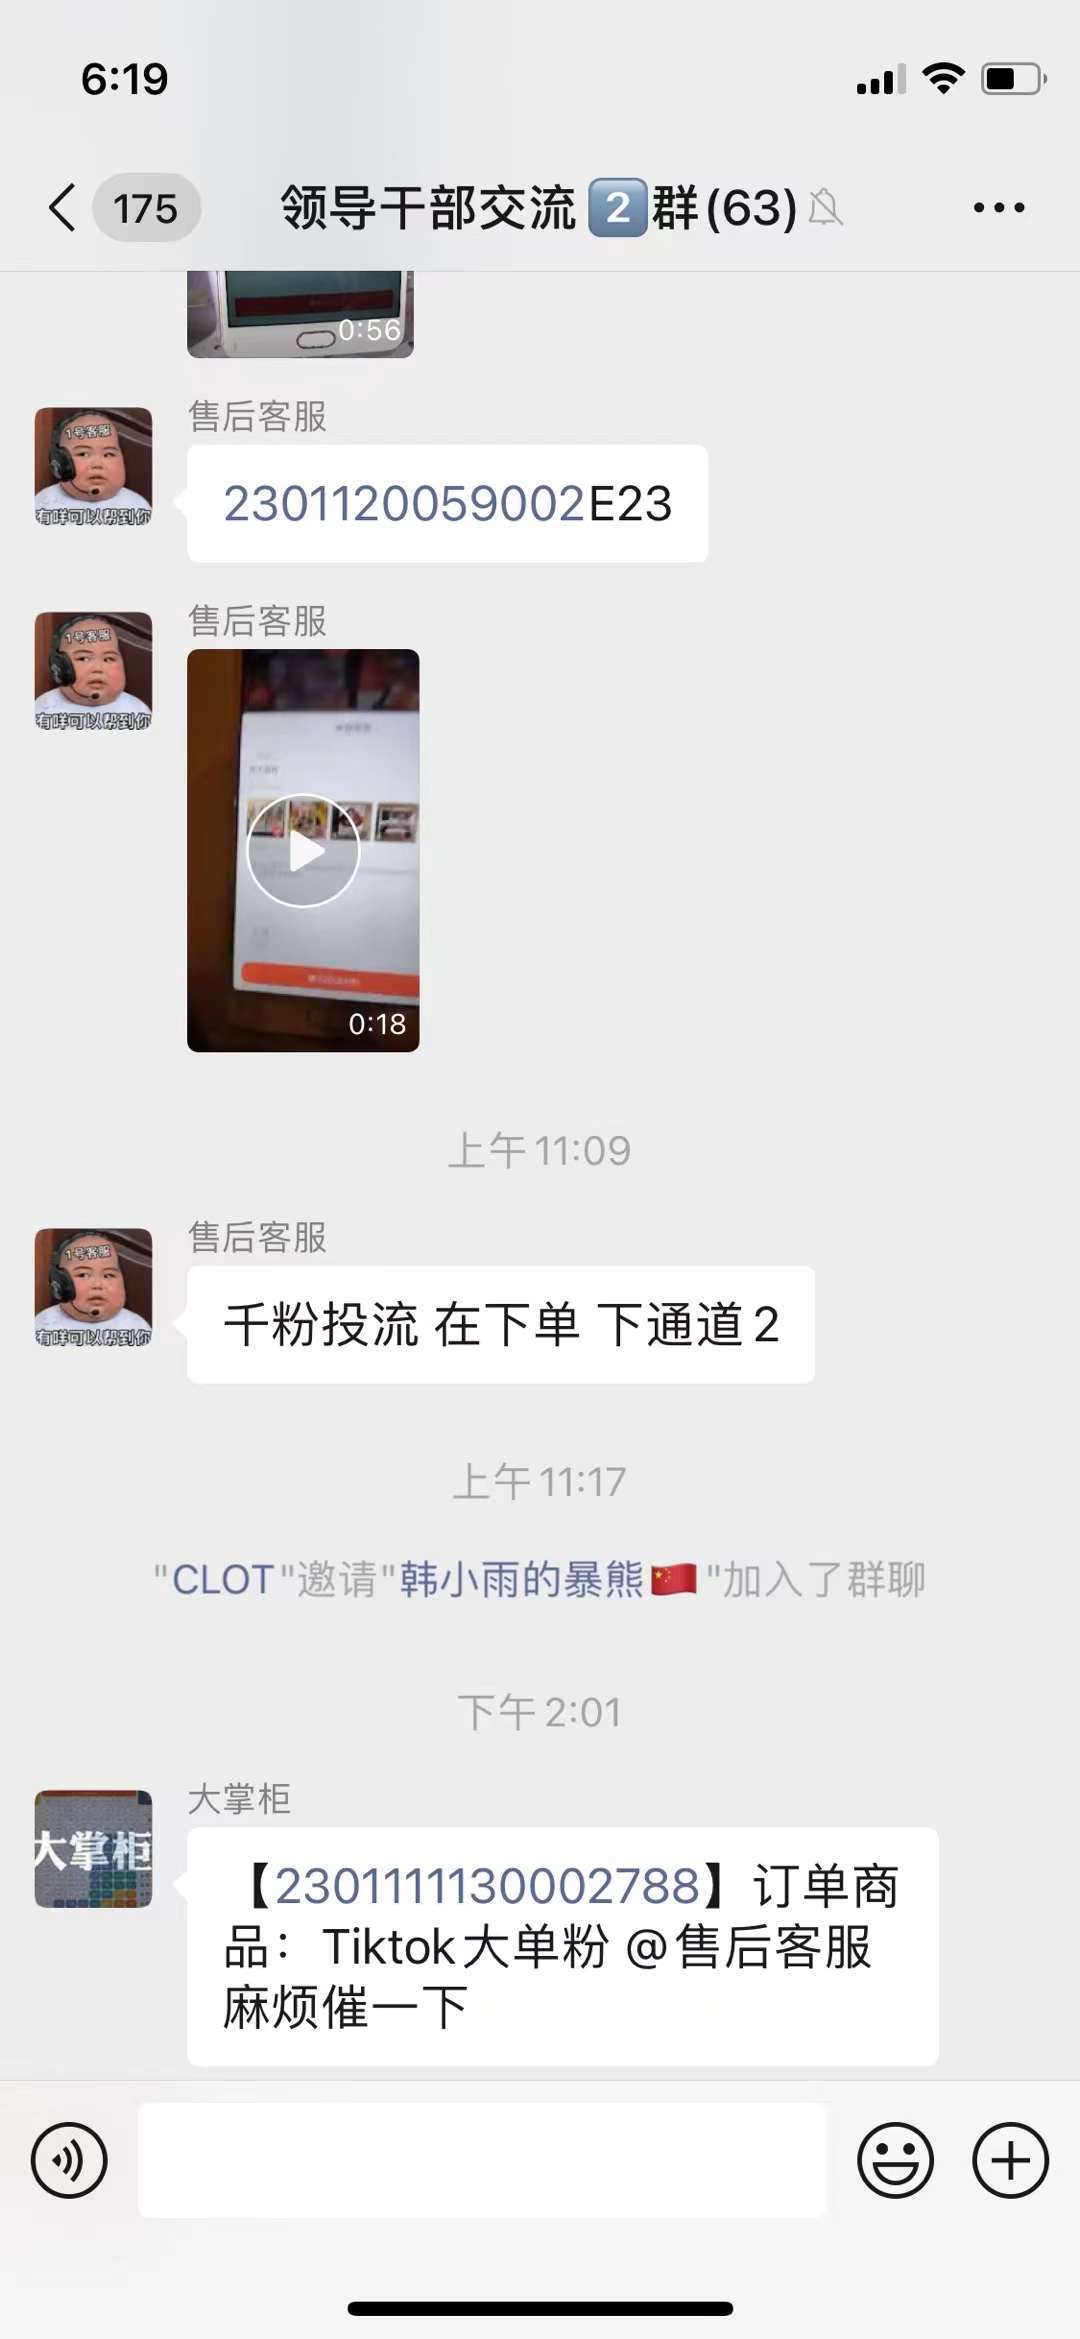 6:19
175
领导干部交流2️⃣群(63)
0:56
售后客服
1号客服
有咩可以帮到你
2301120059002E23
售后客服
1号客服
有咩可以帮到你
0:18
上午 11:09
售后客服
1号客服
有咩可以帮到你
千粉投流 在下单 下通道2
上午 11:17
"CLOT"邀请"韩小雨的暴熊🇨🇳"加入了群聊
下午 2:01
大掌柜
大掌柜
【2301111130002788】订单商
品：Tiktok大单粉 @售后客服
麻烦催一下